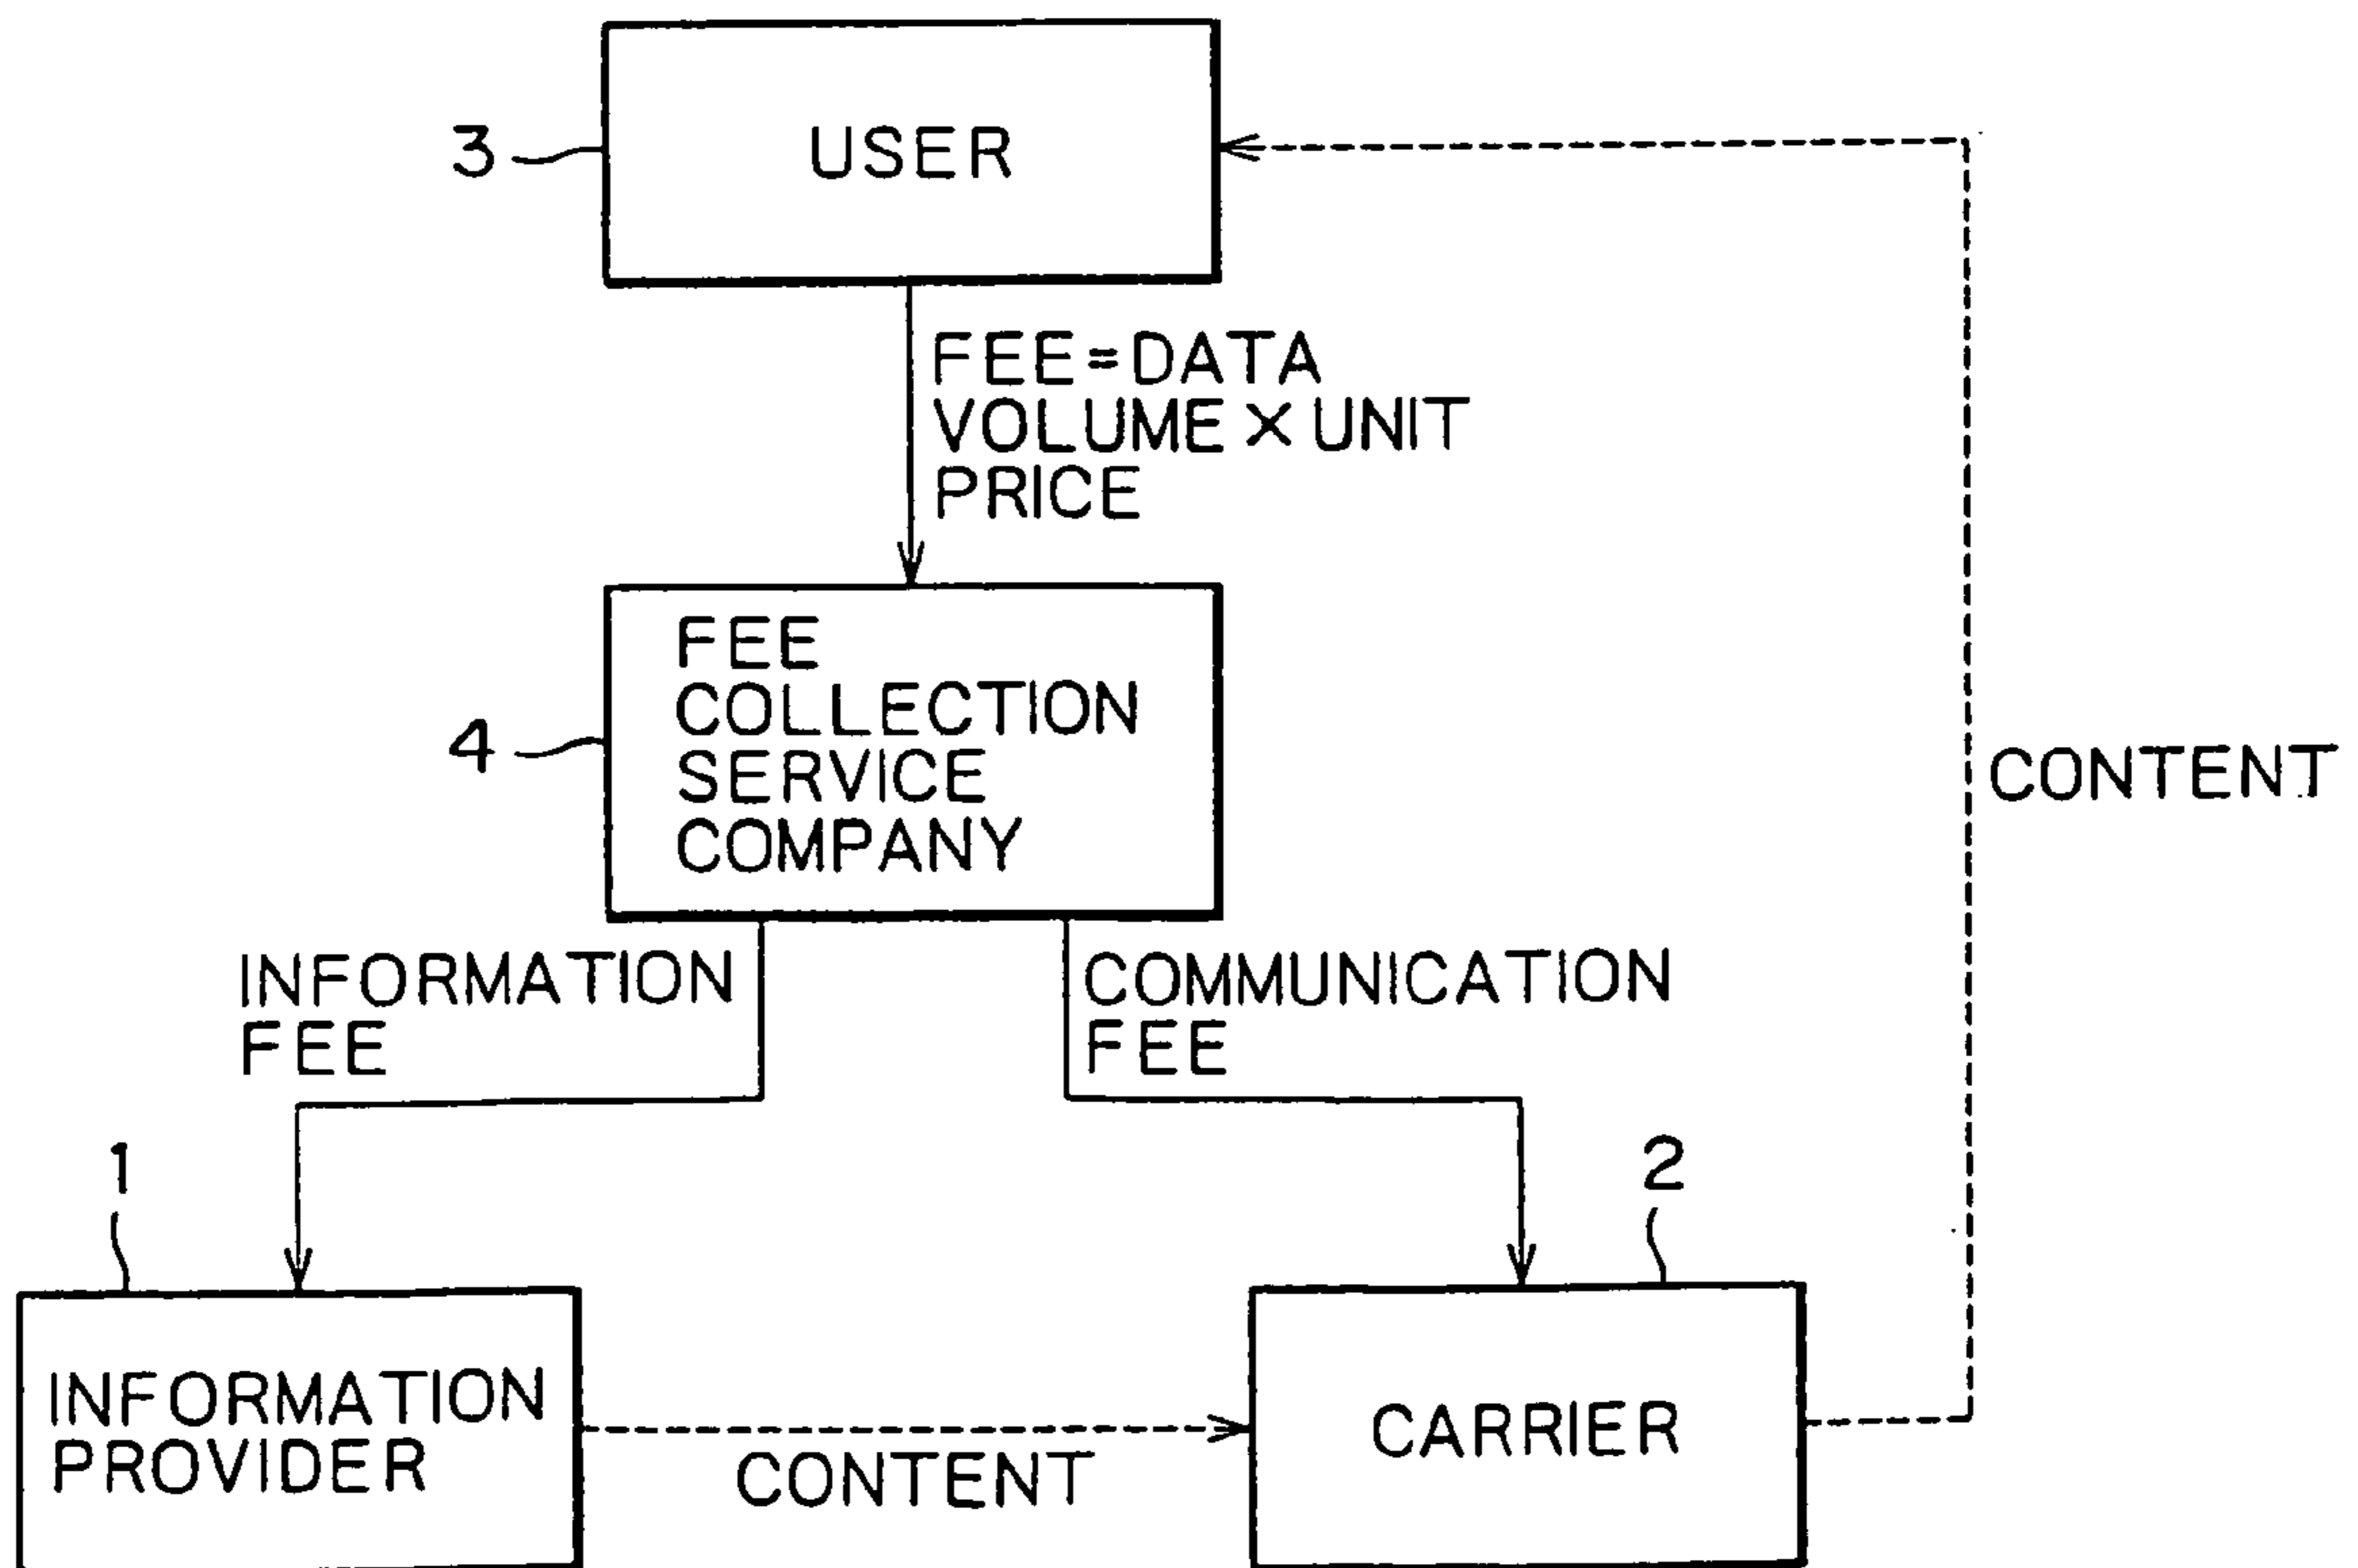 3
USER
FEE=DATA
VOLUME × UNIT
PRICE
4
FEE
COLLECTION
SERVICE
COMPANY
CONTENT
INFORMATION
FEE
COMMUNICATION
FEE
1
2
INFORMATION
PROVIDER
CONTENT
CARRIER